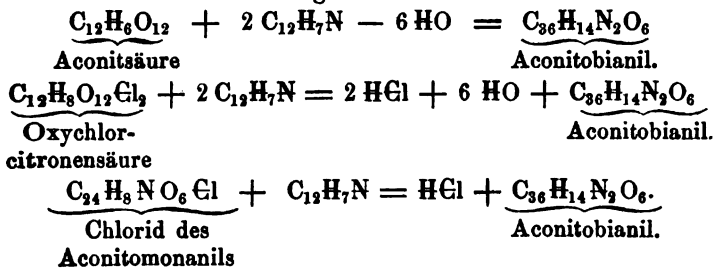 C₁₂H₆O₁₂ + 2 C₁₂H₇N — 6 HO = C₃₆H₁₄N₂O₆
Aconitsäure Aconitobianil.
C₁₂H₈O₁₂Cl₂ + 2 C₁₂H₇N = 2 HCl + 6 HO + C₃₆H₁₄N₂O₆
Oxychlor- Aconitobianil.
citronensäure
C₂₄H₈NO₆Cl + C₁₂H₇N = HCl + C₃₆H₁₄N₂O₆.
Chlorid des Aconitobianil.
Aconitomonanils